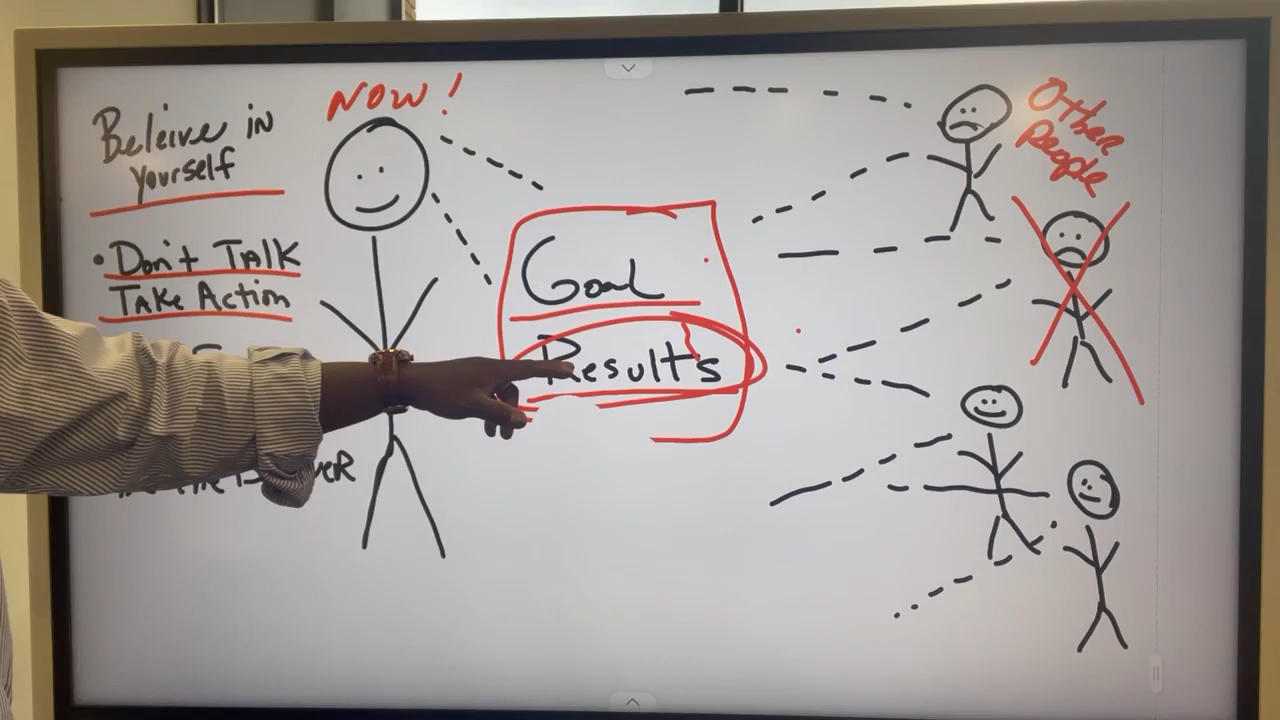 Beleive in
yourself
• Don't Talk
Take Action
NOW!
Goal
Results
Other
People